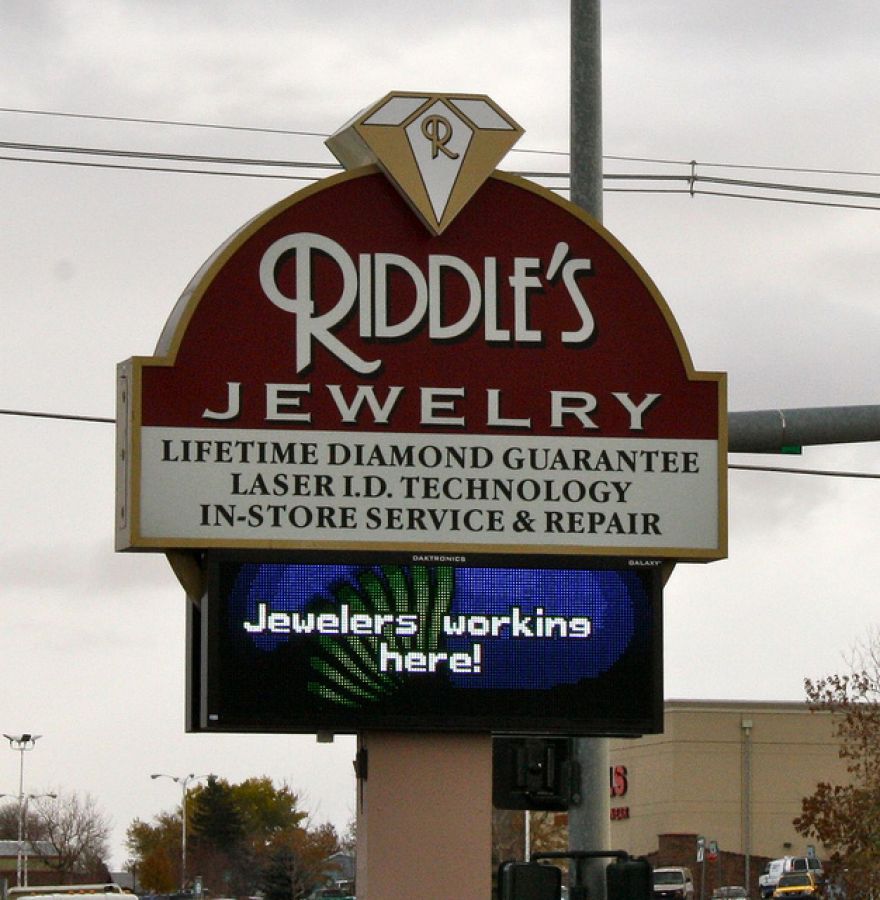 R
RIDDLE'S
JEWELRY
LIFETIME DIAMOND GUARANTEE
LASER I.D. TECHNOLOGY
IN-STORE SERVICE & REPAIR
DAKTRONICS
GALAXY
Jewelers working
here!